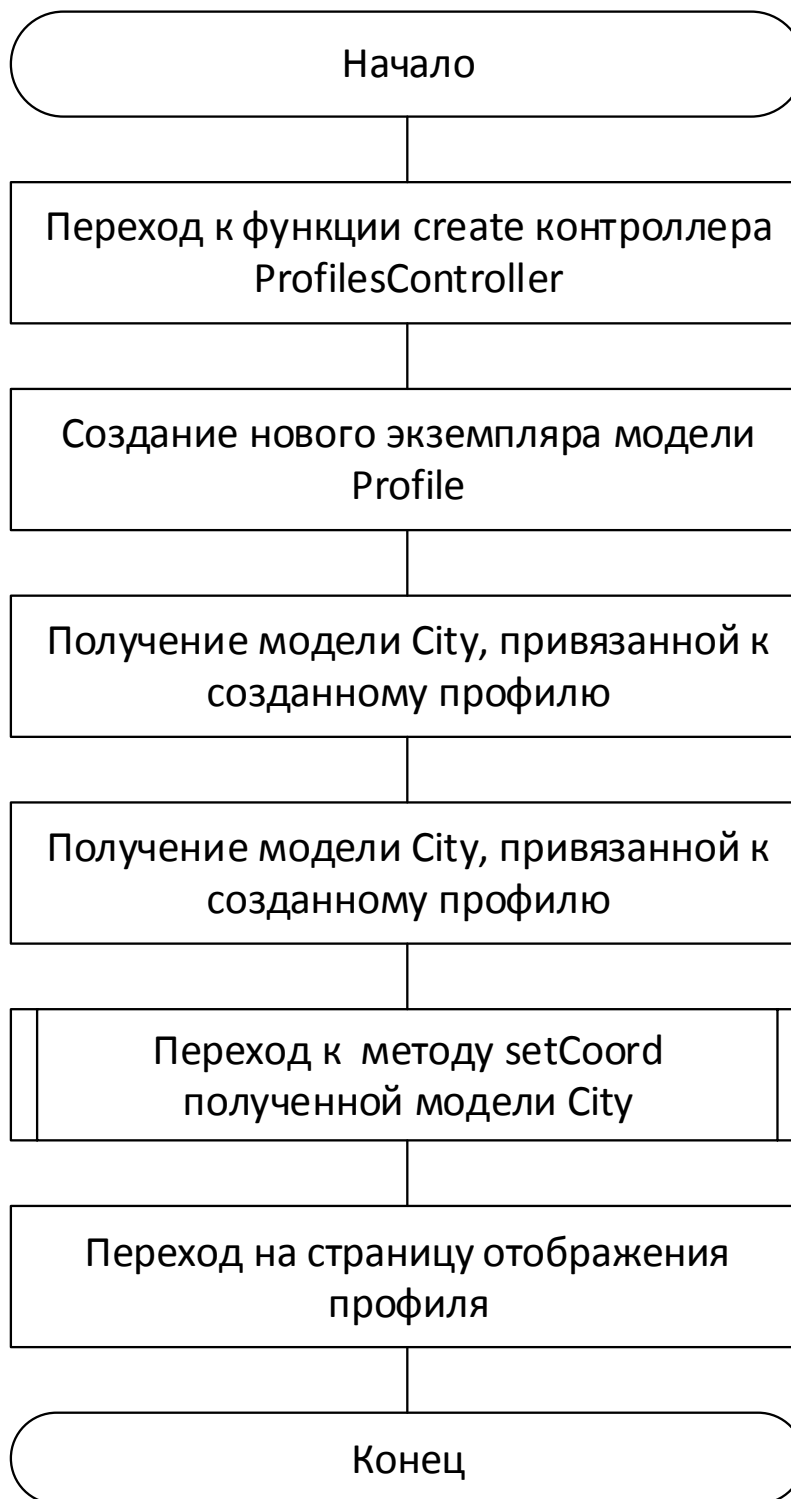 Начало
Переход к функции create контроллера
ProfilesController
Создание нового экземпляра модели
Profile
Получение модели City, привязанной к
созданному профилю
Получение модели City, привязанной к
созданному профилю
Переход к методу setCoord
полученной модели City
Переход на страницу отображения
профиля
Конец